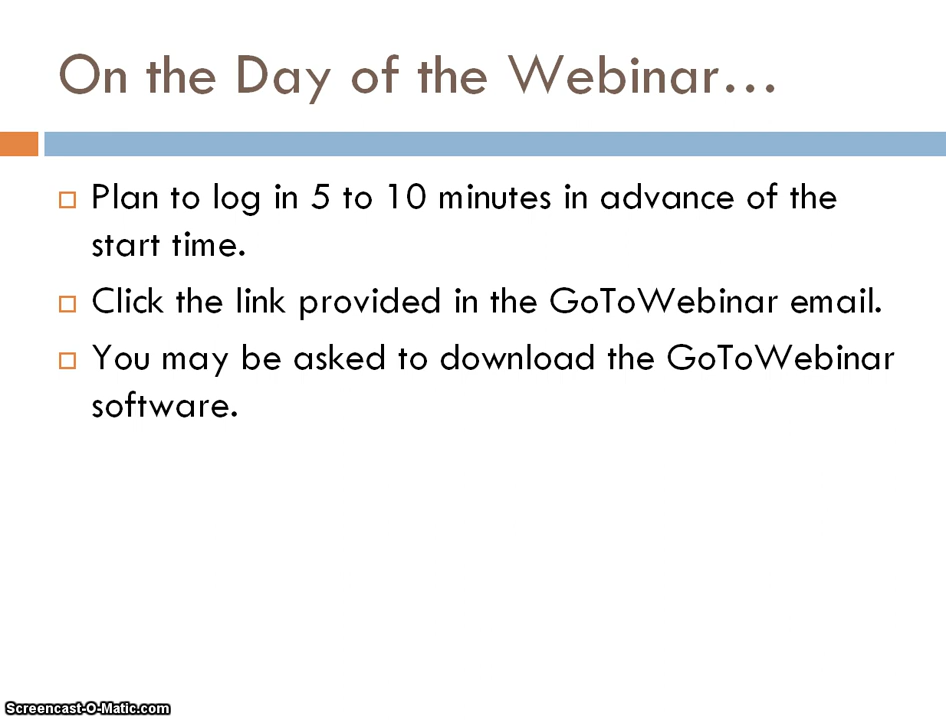 On the Day of the Webinar...
Plan to log in 5 to 10 minutes in advance of the
start time.
Click the link provided in the GoToWebinar email.
You may be asked to download the GoToWebinar
software.
Screencast-O-Matic.com